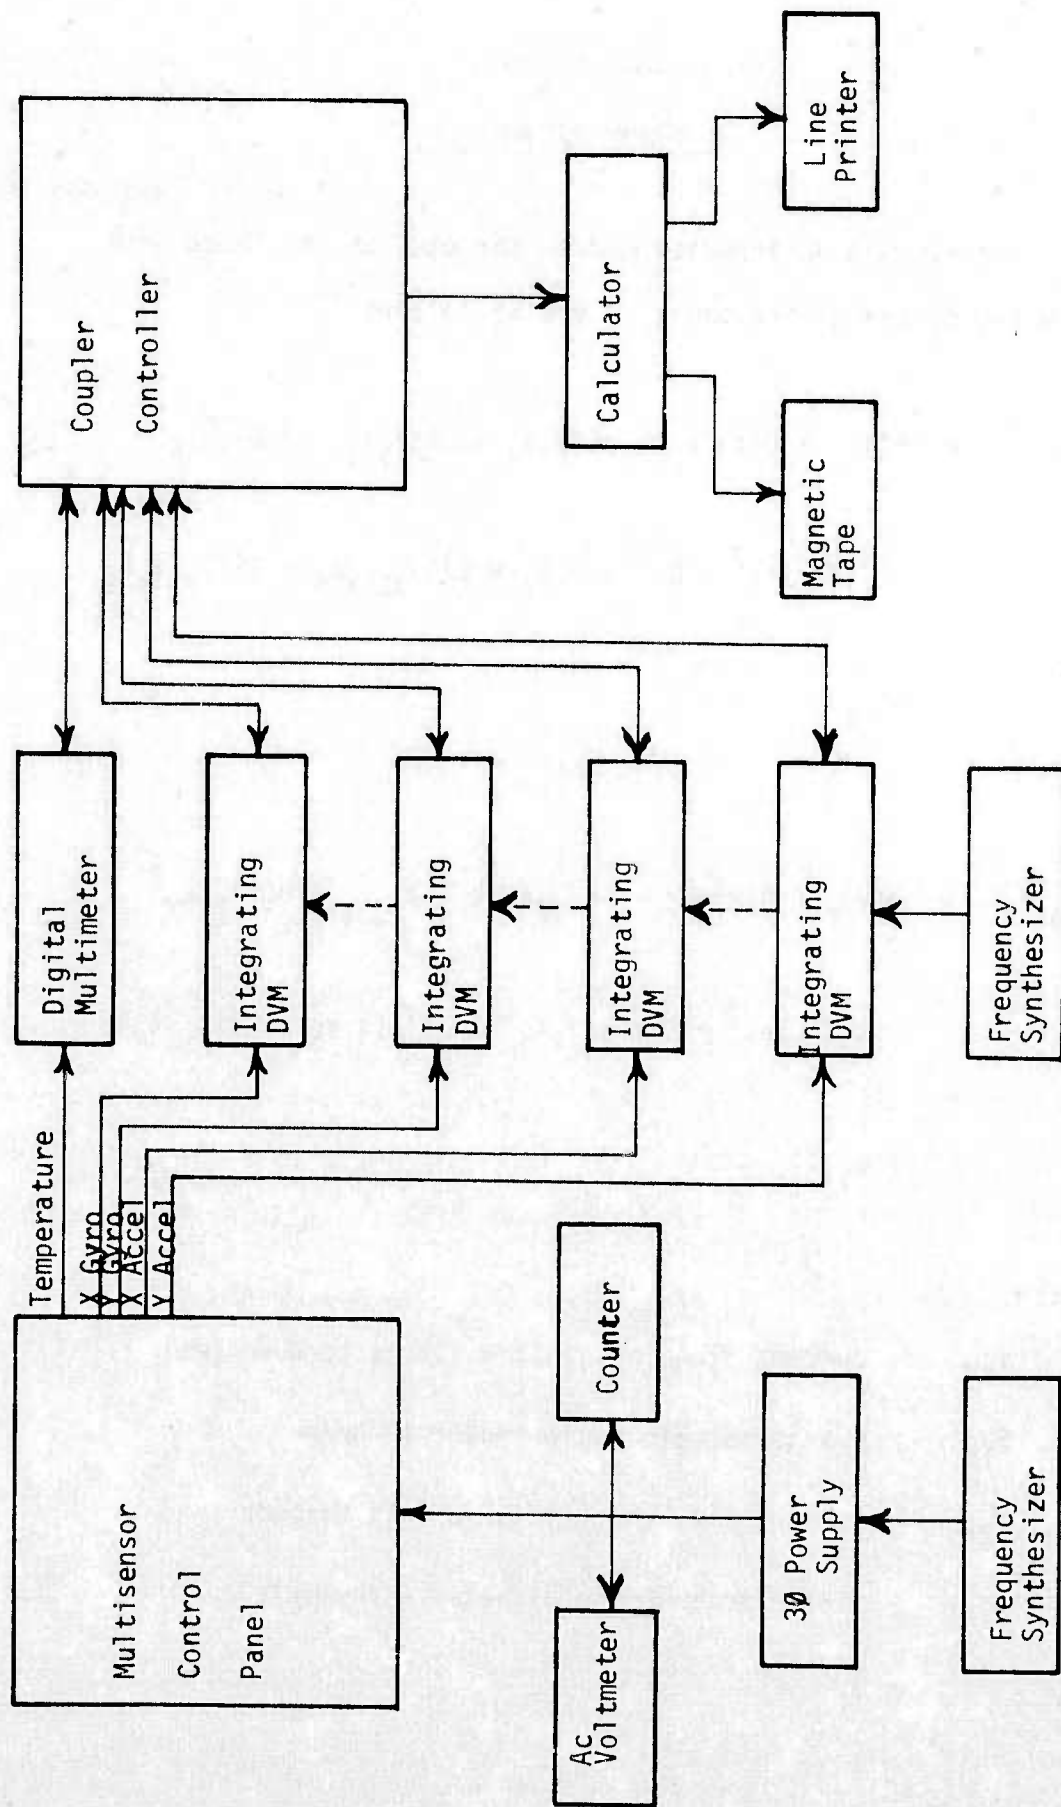 Multisensor
Control
Panel
Temperature
X Gyro
Y Gyro
X Accel
Y Accel
Digital
Multimeter
Integrating
DVM
Integrating
DVM
Integrating
DVM
Integrating
DVM
Frequency
Synthesizer
Coupler
Controller
Calculator
Magnetic
Tape
Line
Printer
Ac
Voltmeter
Counter
3Ø Power
Supply
Frequency
Synthesizer